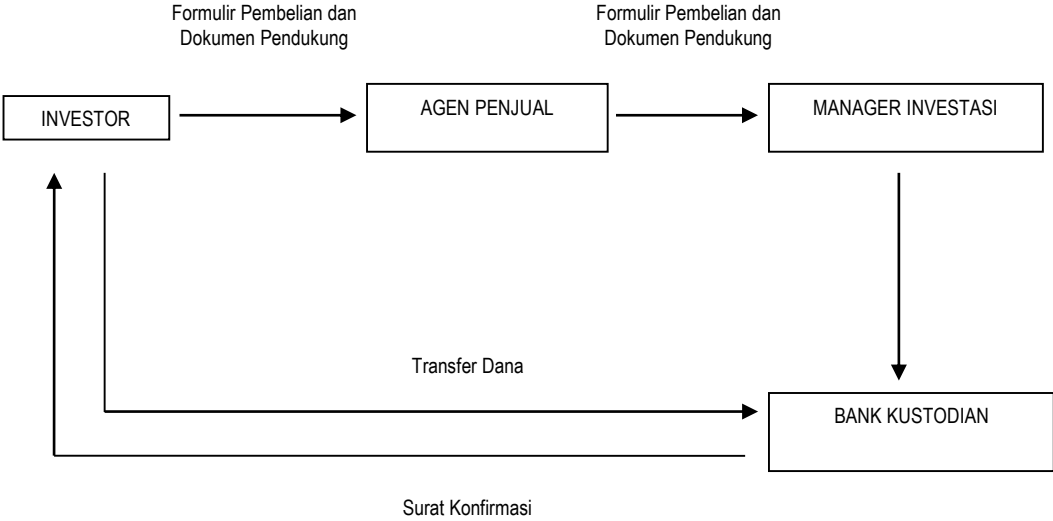 Formulir Pembelian dan
Dokumen Pendukung
Formulir Pembelian dan
Dokumen Pendukung
INVESTOR
AGEN PENJUAL
MANAGER INVESTASI
Transfer Dana
BANK KUSTODIAN
Surat Konfirmasi